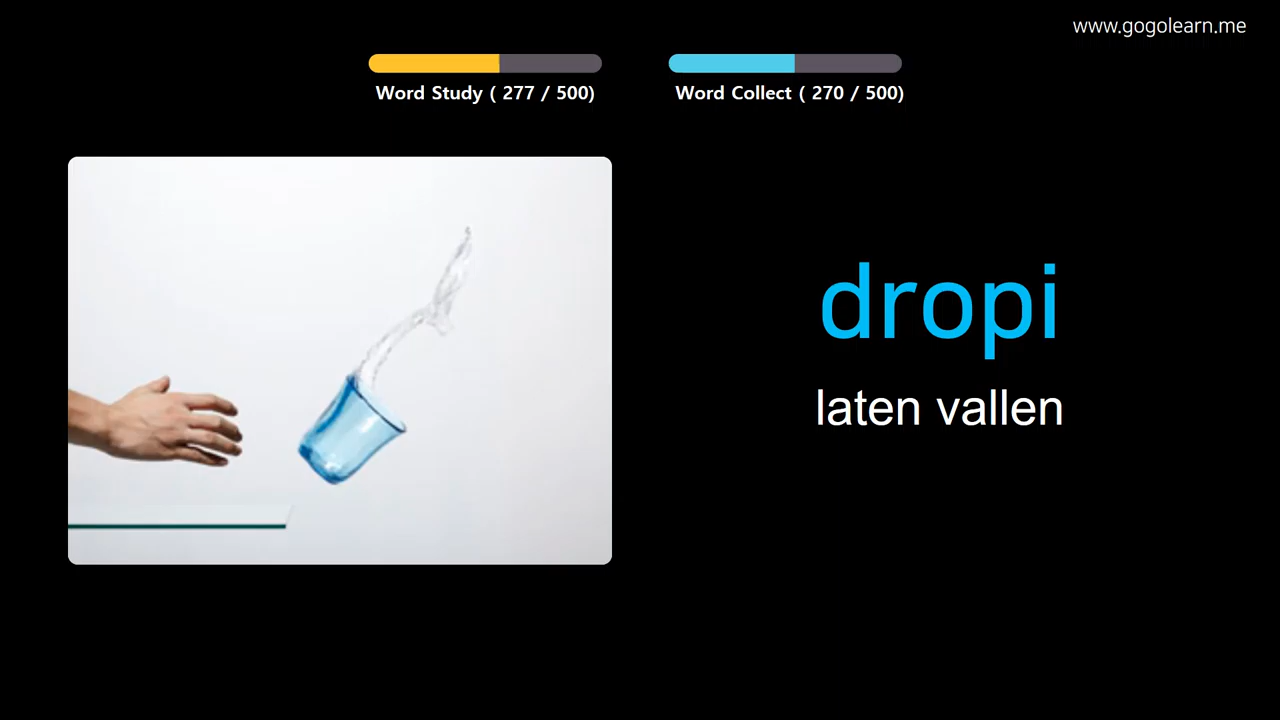 www.gogolearn.me
Word Study ( 277 / 500)
Word Collect ( 270 / 500)
dropi
laten vallen